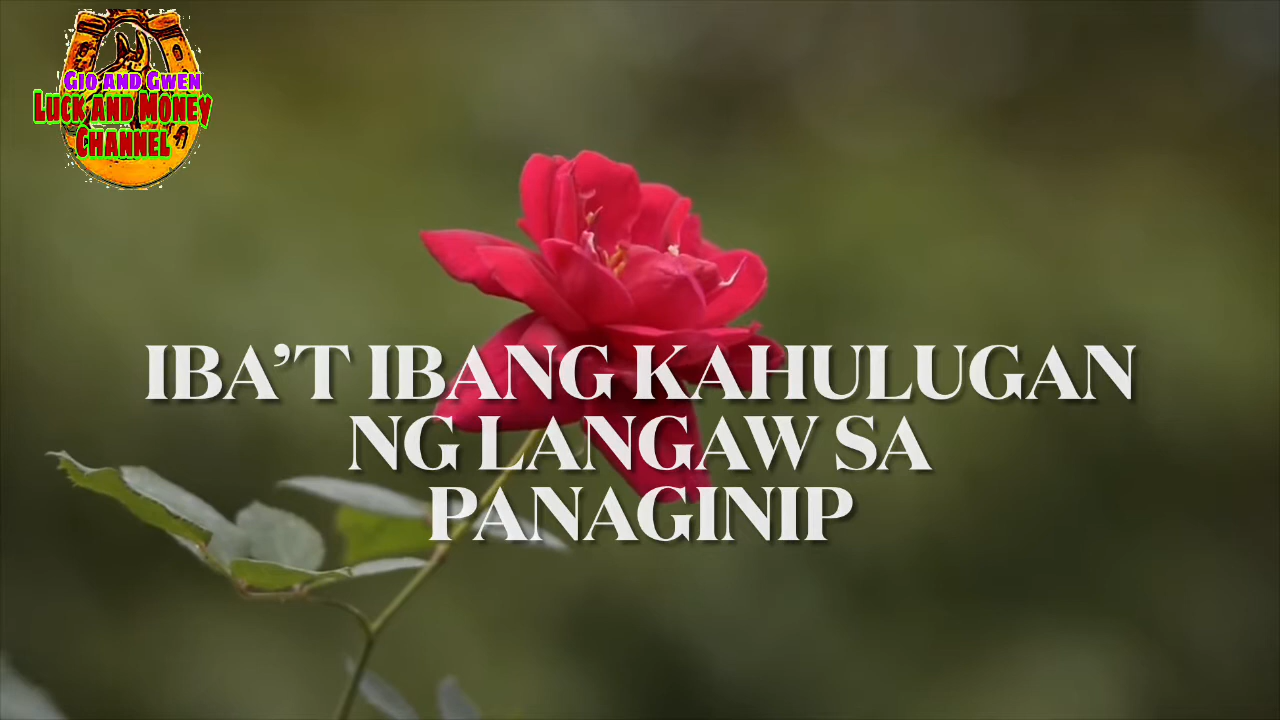 Gio and Gwen
Luck and Money
Channel
IBA'T IBANG KAHULUGAN
NG LANGAW SA
PANAGINIP